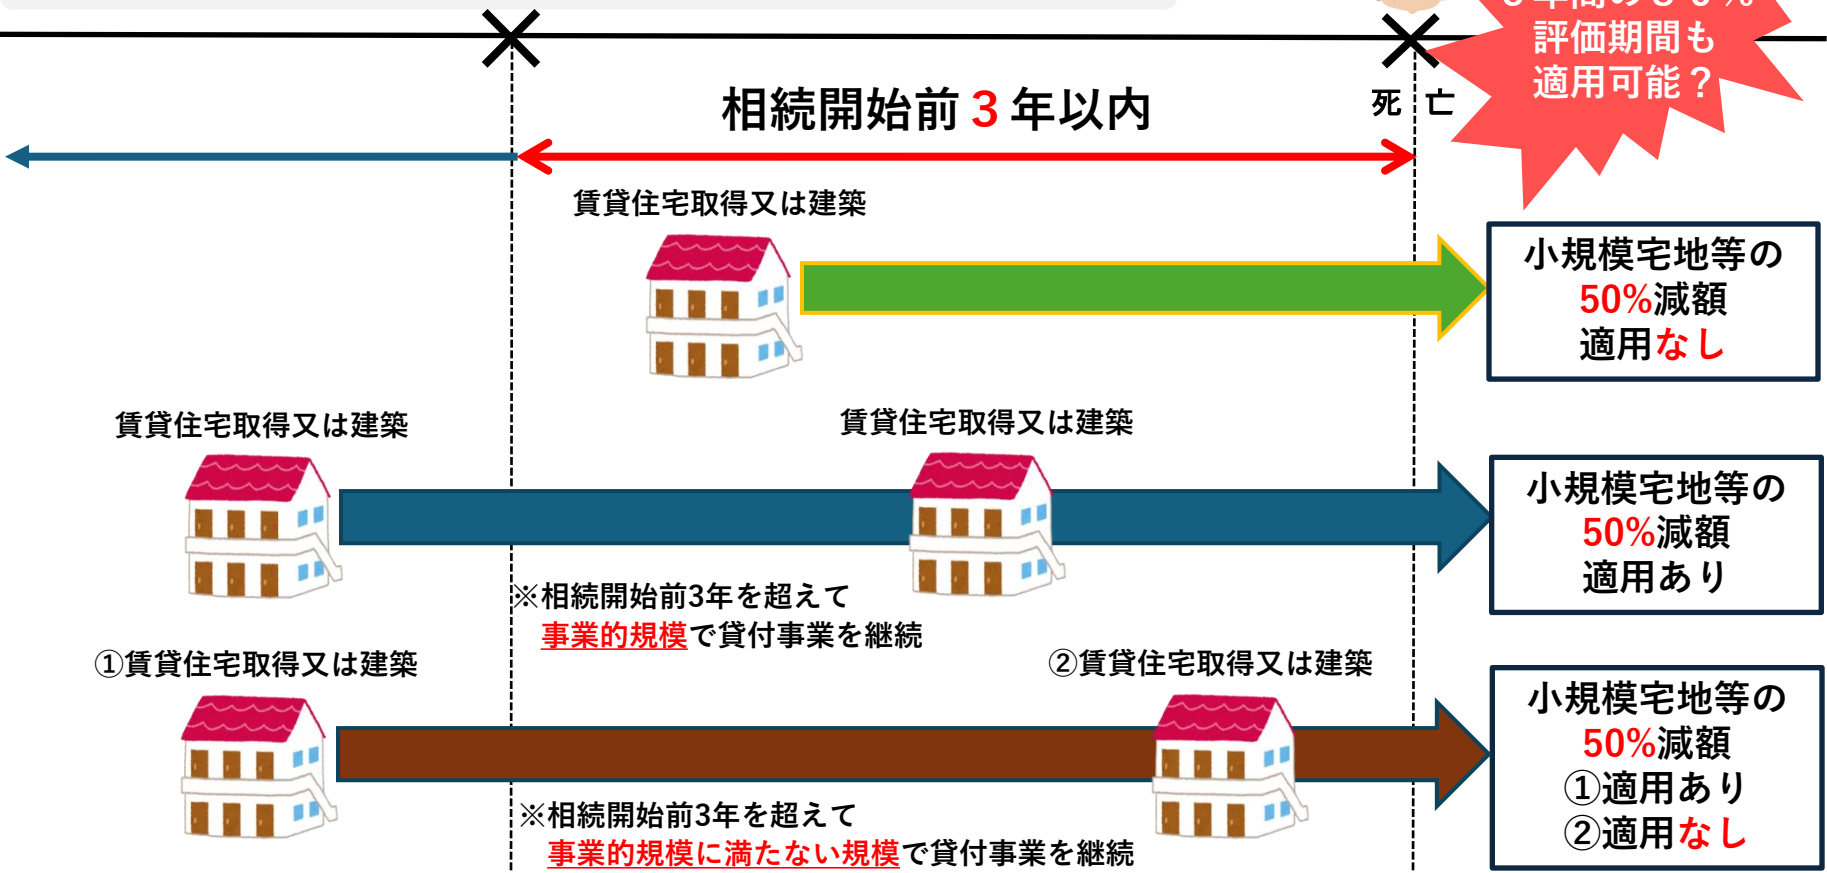 評価期間も
適用可能？
相続開始前３年以内
死亡
賃貸住宅取得又は建築
小規模宅地等の
50%減額
適用なし
賃貸住宅取得又は建築
賃貸住宅取得又は建築
小規模宅地等の
50%減額
適用あり
※相続開始前3年を超えて
事業的規模で貸付事業を継続
①賃貸住宅取得又は建築
②賃貸住宅取得又は建築
小規模宅地等の
50%減額
①適用あり
②適用なし
※相続開始前3年を超えて
事業的規模に満たない規模で貸付事業を継続